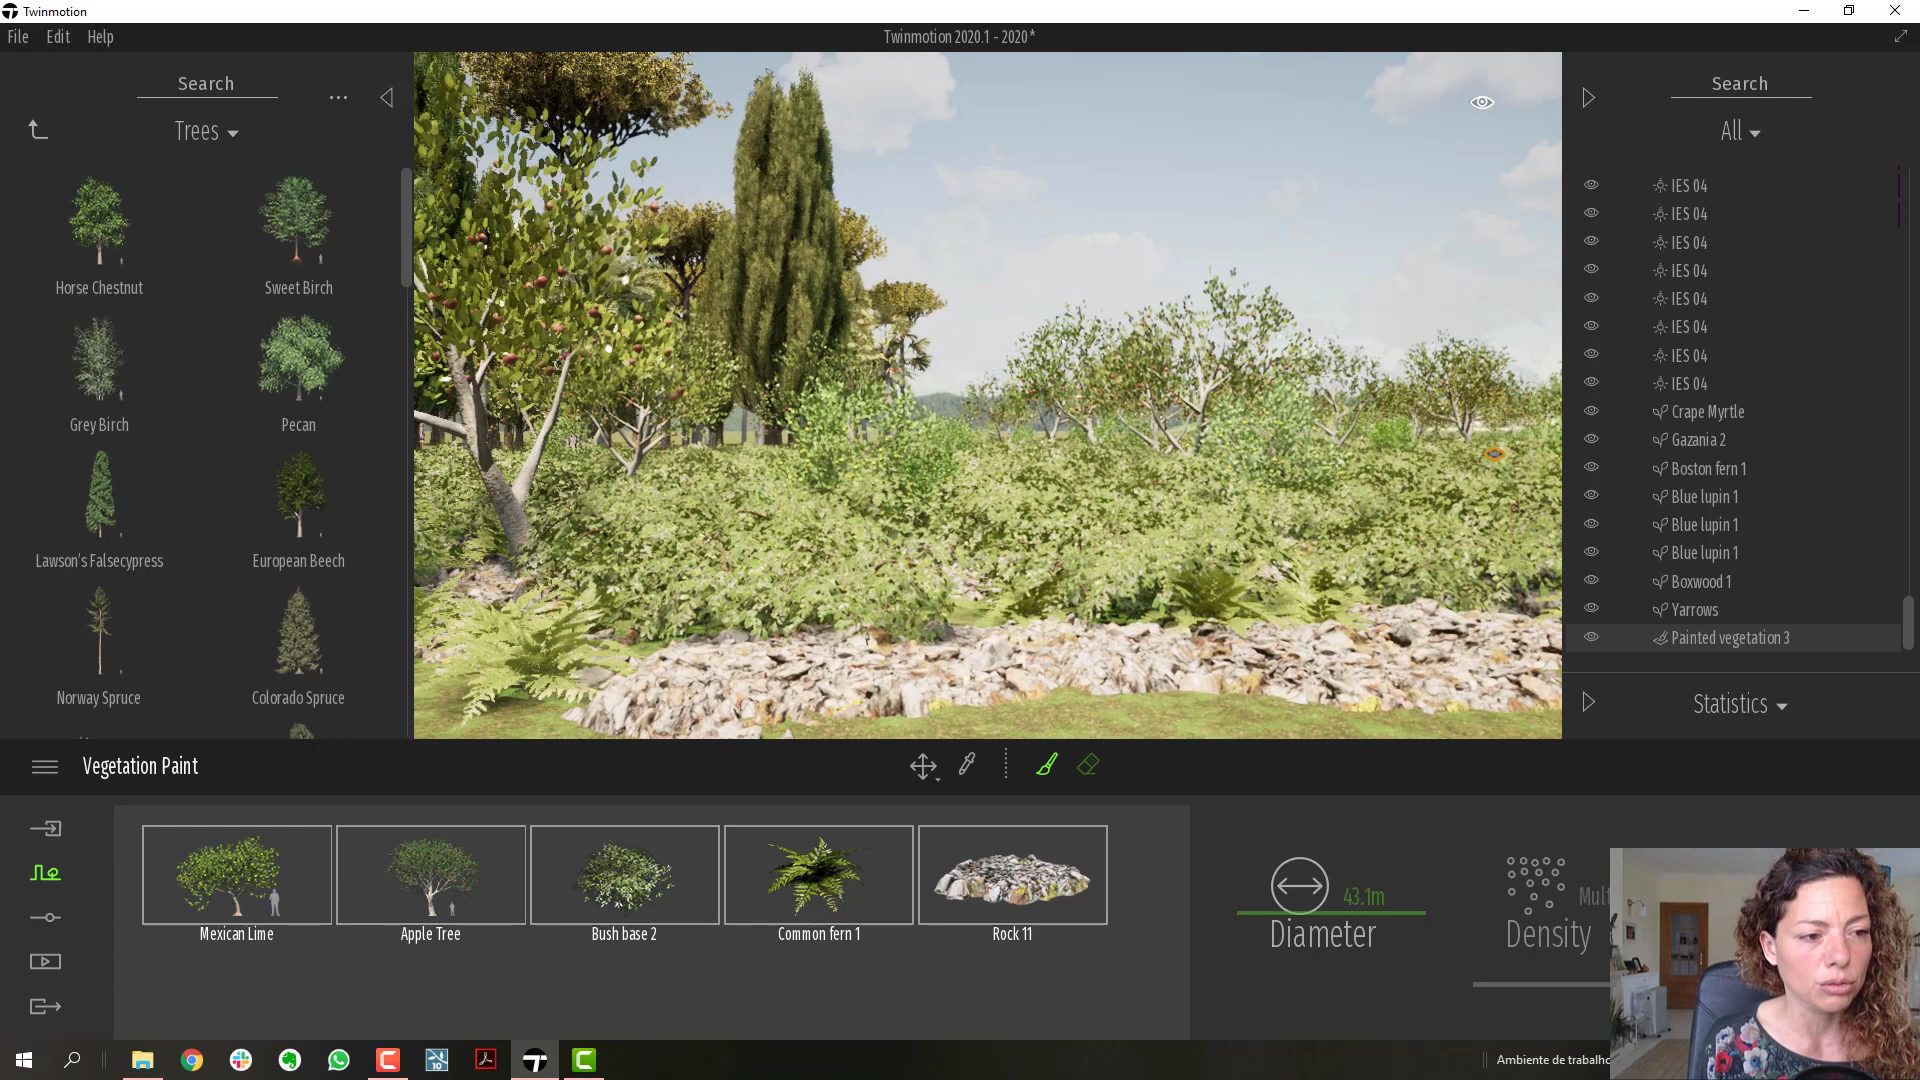 Twinmotion
File Edit Help
Twinmotion 2020.1 - 2020*
Search
...
Trees
Horse Chestnut
Sweet Birch
Grey Birch
Pecan
Lawson's Falsecypress
European Beech
Norway Spruce
Colorado Spruce
Search
All
IES 04
IES 04
IES 04
IES 04
IES 04
IES 04
IES 04
IES 04
Crape Myrtle
Gazania 2
Boston fern 1
Blue lupin 1
Blue lupin 1
Blue lupin 1
Boxwood 1
Yarrows
Painted vegetation 3
Statistics
Vegetation Paint
Mexican Lime
Apple Tree
Bush base 2
Common fern 1
Rock 11
43.1m
Diameter
Mult
Density
10
Ambiente de trabalho